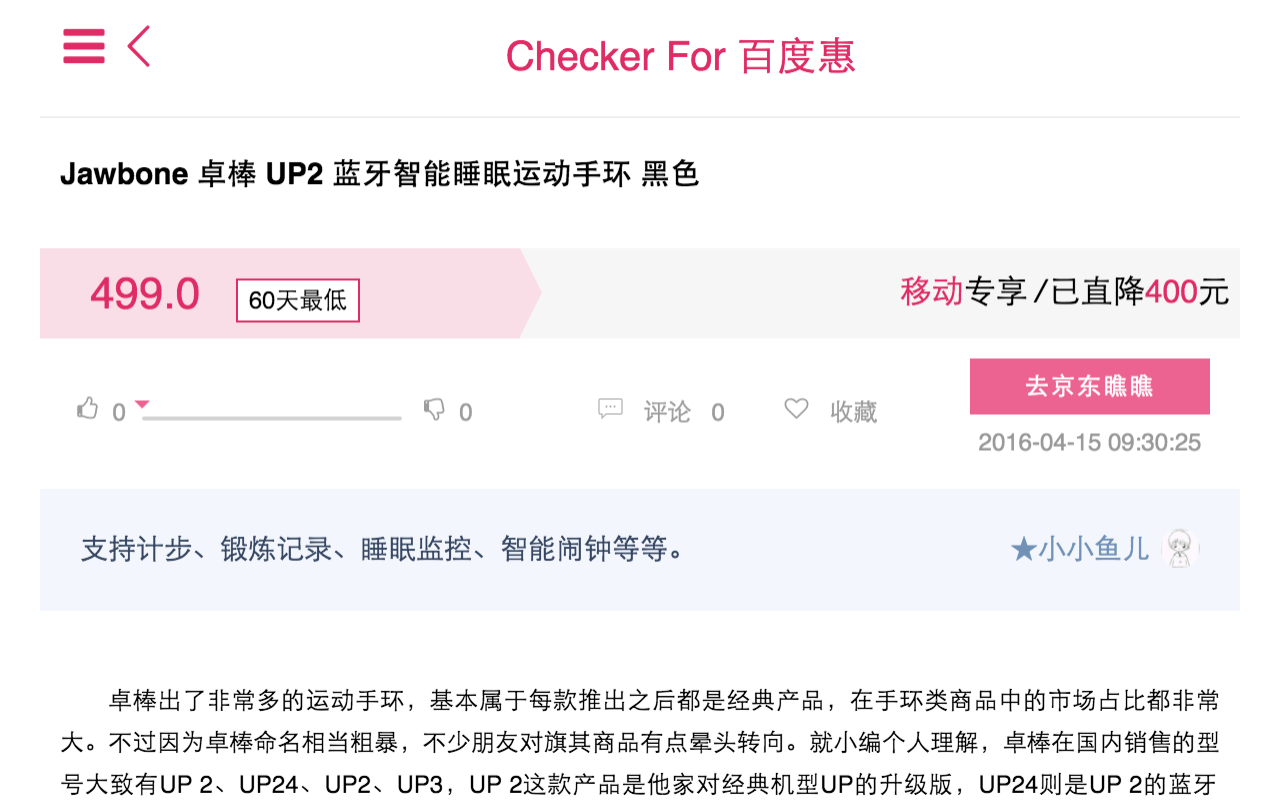 Checker For 百度惠
Jawbone 卓棒 UP2 蓝牙智能睡眠运动手环 黑色
499.0 60天最低 移动专享/已直降400元
0 0 评论 0 收藏 去京东瞧瞧
2016-04-15 09:30:25
支持计步、锻炼记录、睡眠监控、智能闹钟等等。 ★小小鱼儿
卓棒出了非常多的运动手环，基本属于每款推出之后都是经典产品，在手环类商品中的市场占比都非常
大。不过因为卓棒命名相当粗暴，不少朋友对旗其商品有点晕头转向。就小编个人理解，卓棒在国内销售的型
号大致有UP 2、UP24、UP2、UP3，UP 2这款产品是他家对经典机型UP的升级版，UP24则是UP 2的蓝牙